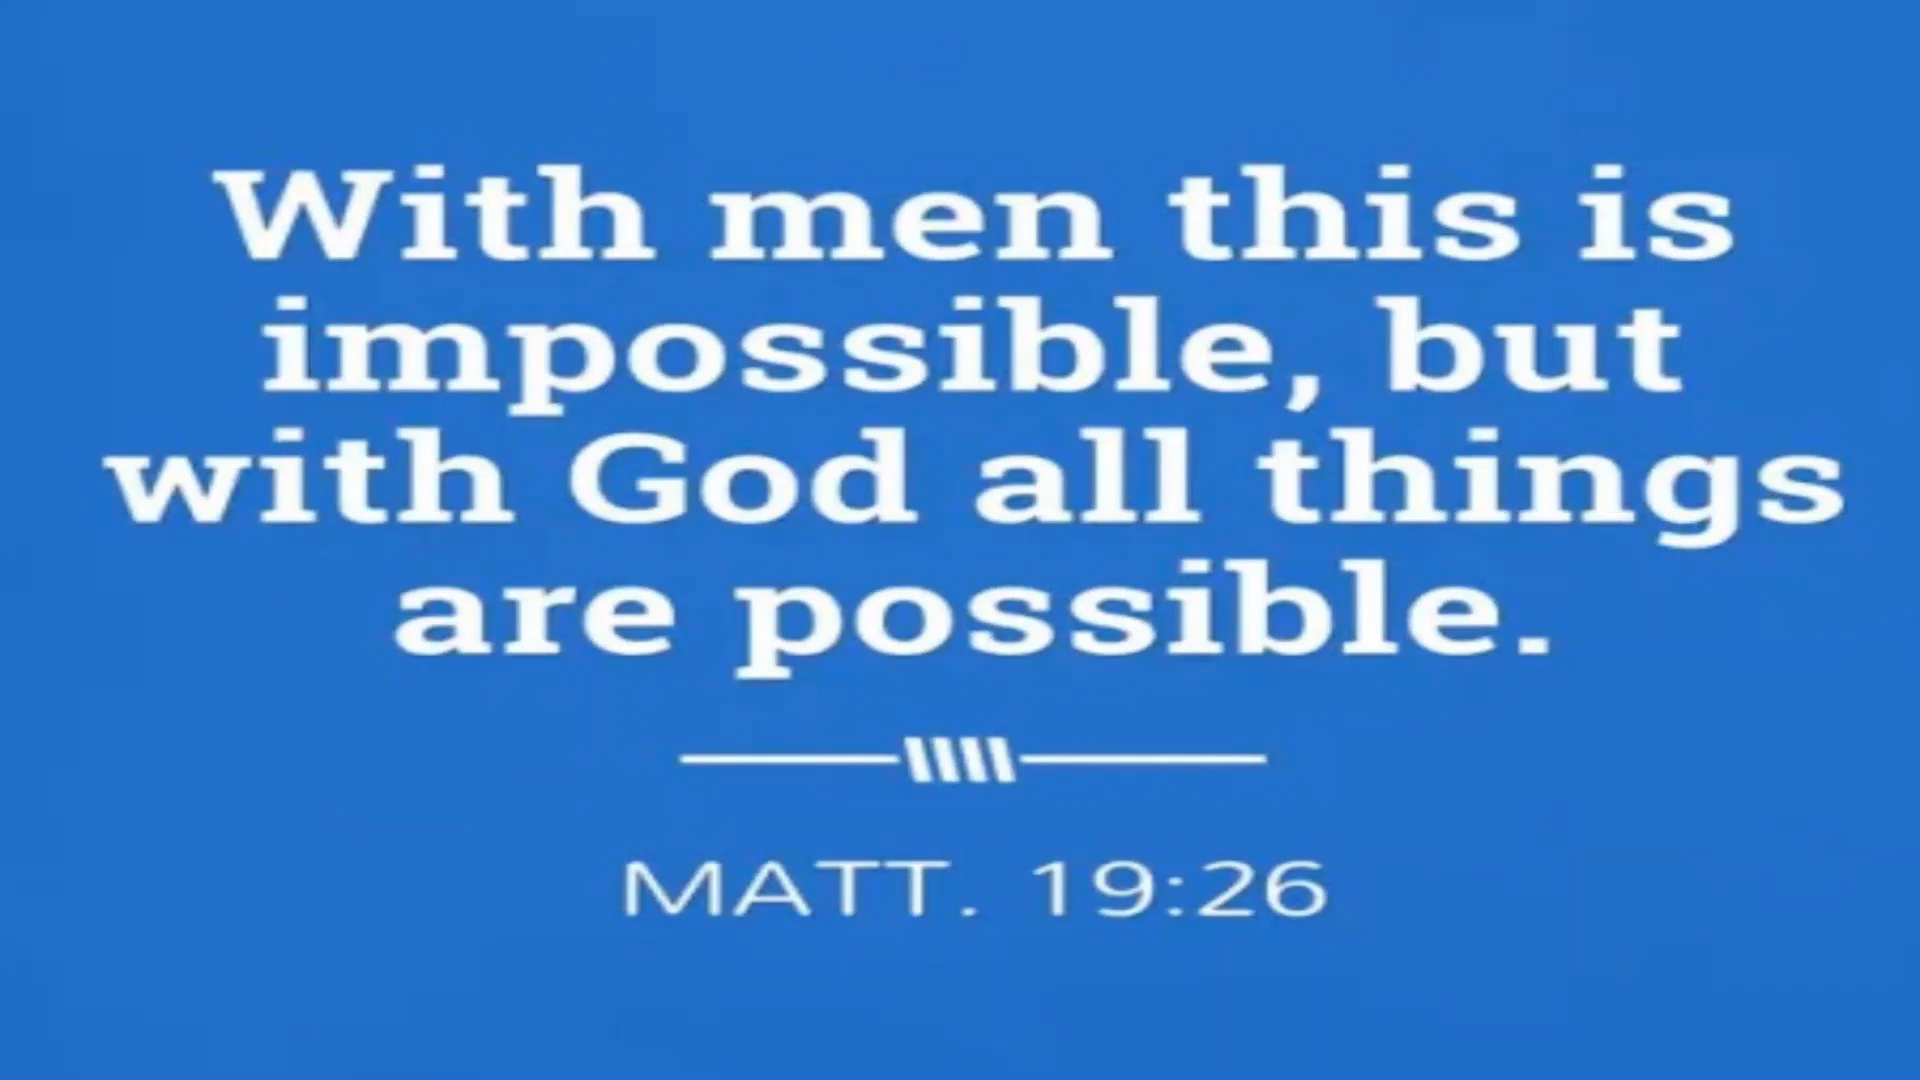 With men this is
impossible, but
with God all things
are possible.
MATT. 19:26